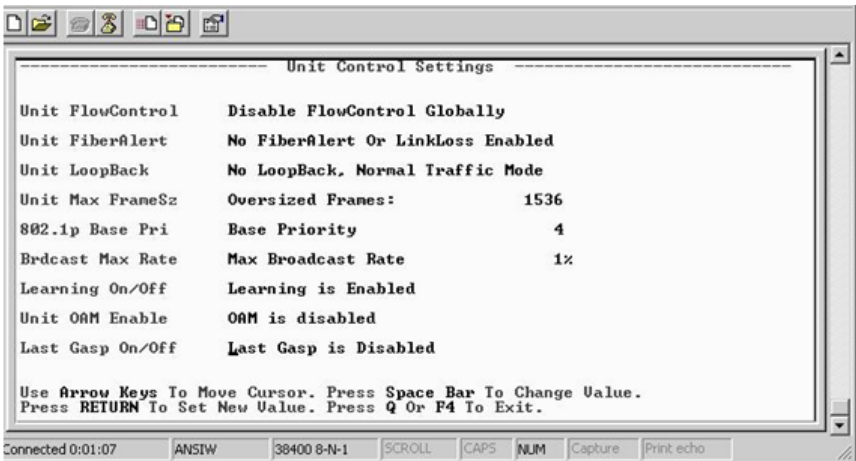 ------------------------- Unit Control Settings ----------------------------
Unit FlowControl Disable FlowControl Globally
Unit FiberAlert No FiberAlert Or LinkLoss Enabled
Unit LoopBack No LoopBack, Normal Traffic Mode
Unit Max FrameSz Oversized Frames: 1536
802.1p Base Pri Base Priority 4
Brdcast Max Rate Max Broadcast Rate 1%
Learning On/Off Learning is Enabled
Unit OAM Enable OAM is disabled
Last Gasp On/Off Last Gasp is Disabled
Use Arrow Keys To Move Cursor. Press Space Bar To Change Value.
Press RETURN To Set New Value. Press Q Or F4 To Exit.
Connected 0:01:07 ANSIW 38400 8-N-1 SCROLL CAPS NUM Capture Print echo